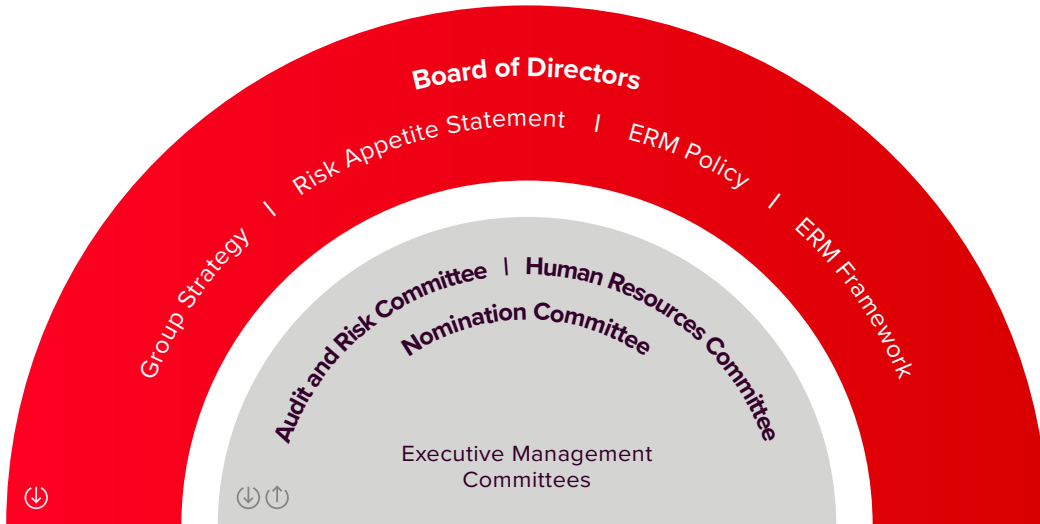 Board of Directors
Group Strategy | Risk Appetite Statement | ERM Policy | ERM Framework
Audit and Risk Committee | Human Resources Committee
Nomination Committee
Executive Management
Committees